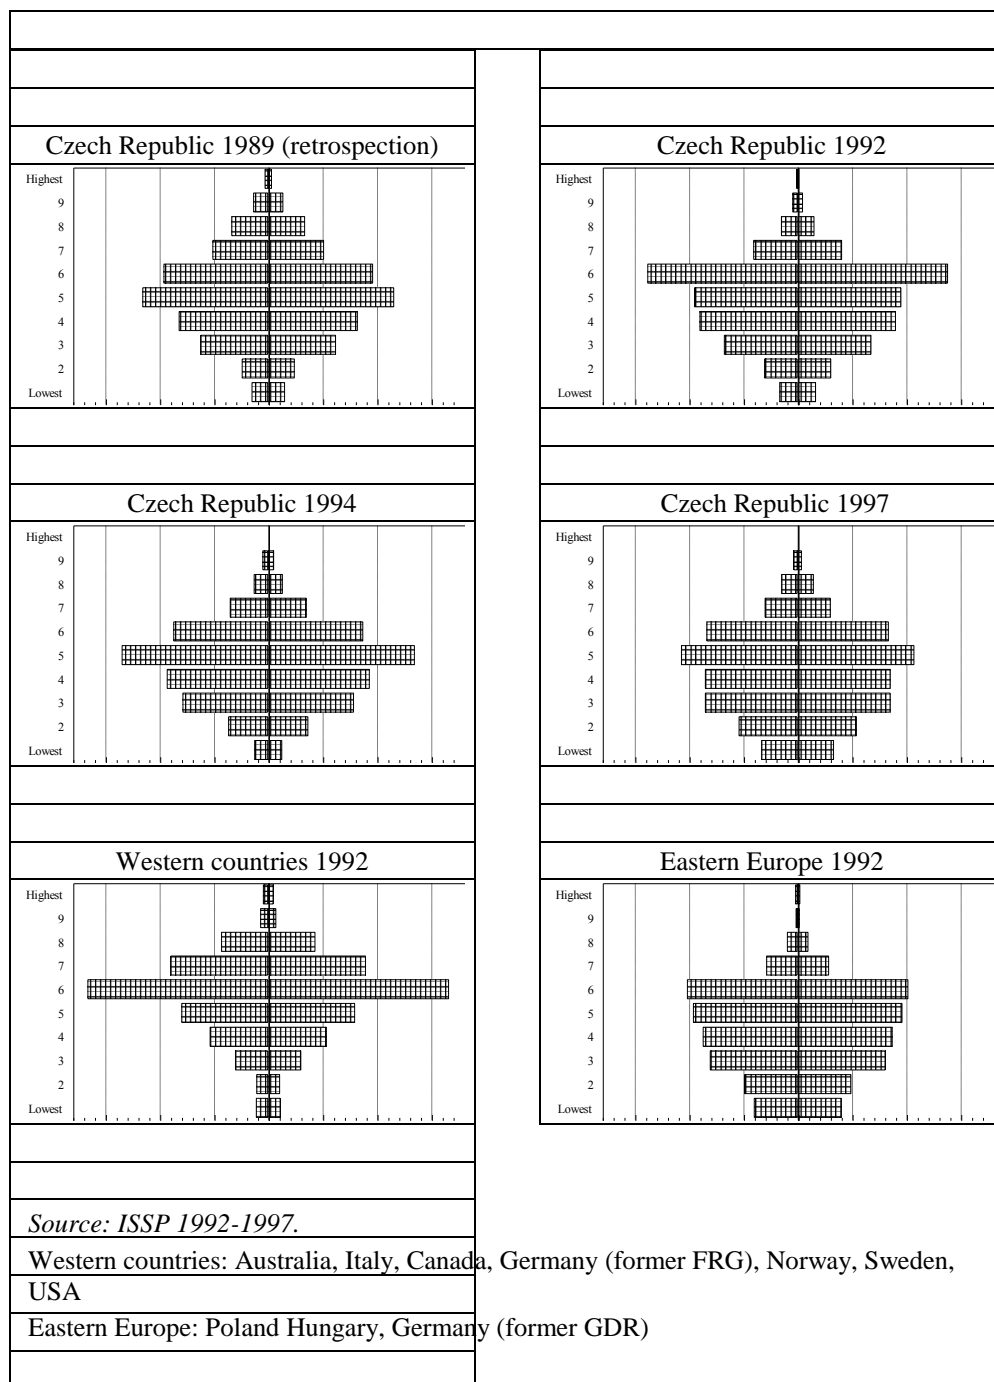 Czech Republic 1989 (retrospection)
Highest
9
8
7
6
5
4
3
2
Lowest
Czech Republic 1992
Highest
9
8
7
6
5
4
3
2
Lowest
Czech Republic 1994
Highest
9
8
7
6
5
4
3
2
Lowest
Czech Republic 1997
Highest
9
8
7
6
5
4
3
2
Lowest
Western countries 1992
Highest
9
8
7
6
5
4
3
2
Lowest
Eastern Europe 1992
Highest
9
8
7
6
5
4
3
2
Lowest
Source: ISSP 1992-1997.
Western countries: Australia, Italy, Canada, Germany (former FRG), Norway, Sweden,
USA
Eastern Europe: Poland Hungary, Germany (former GDR)